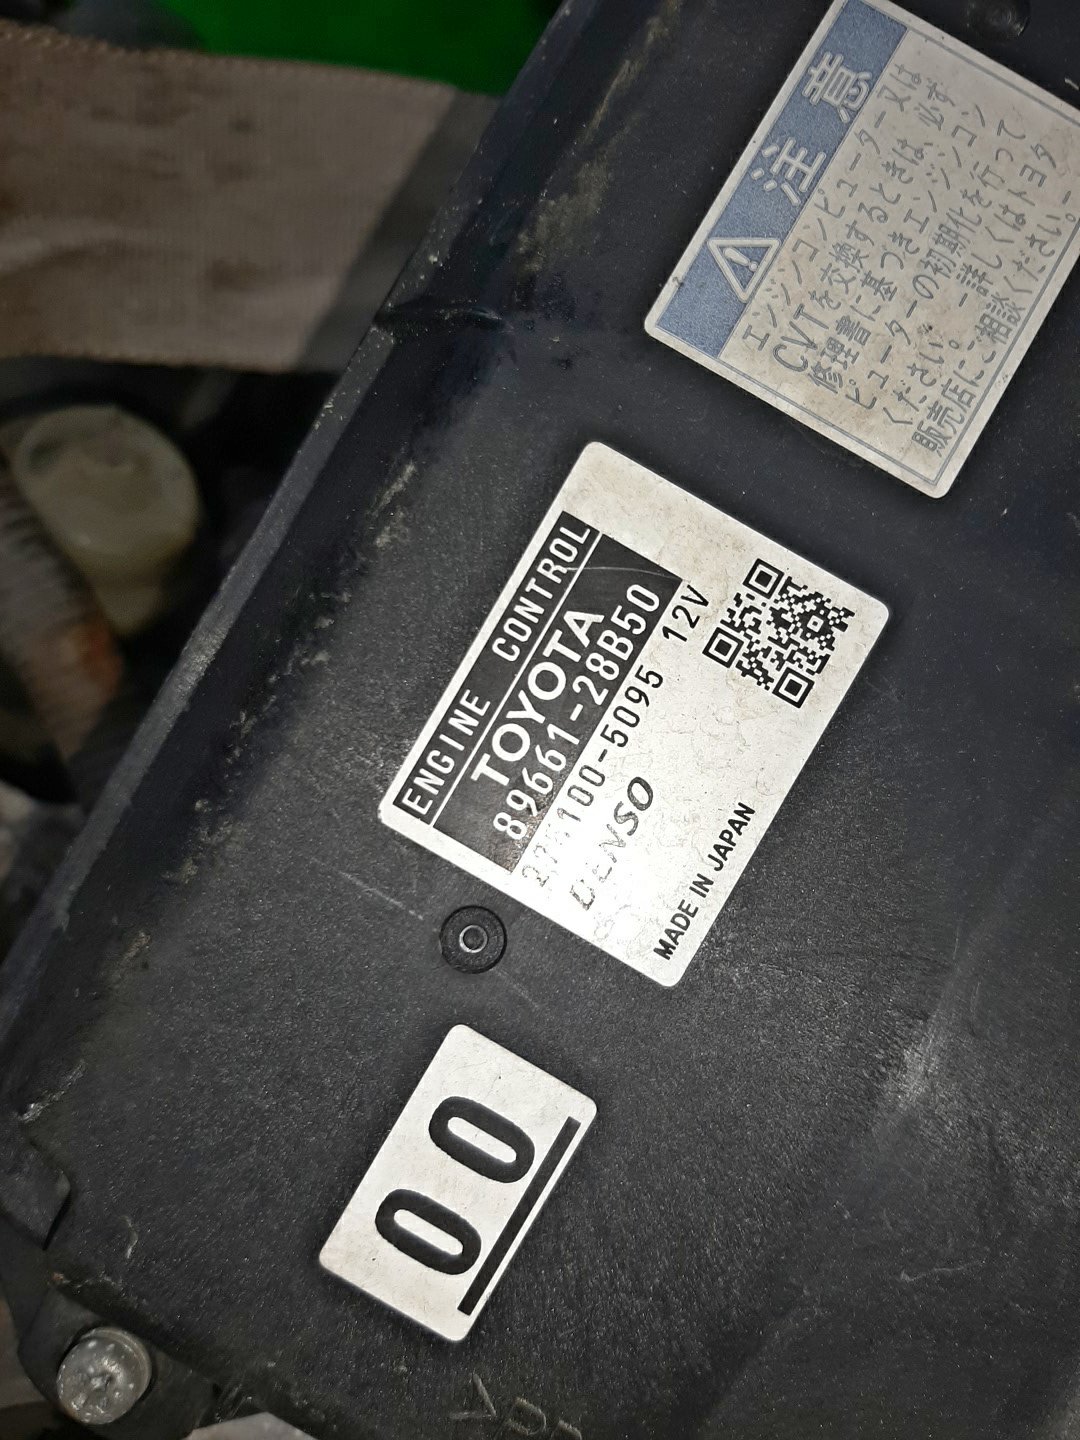 注意
エンジンコンピューター又は
CVTを交換するときは、必ず
修理書に基づきエンジンコン
ピューターの初期化を行って
ください。－詳しくはトヨタ
販売店にご相談ください。－
ENGINE CONTROL
TOYOTA
89661-28B50
100-5095 12V
DENSO
MADE IN JAPAN
00